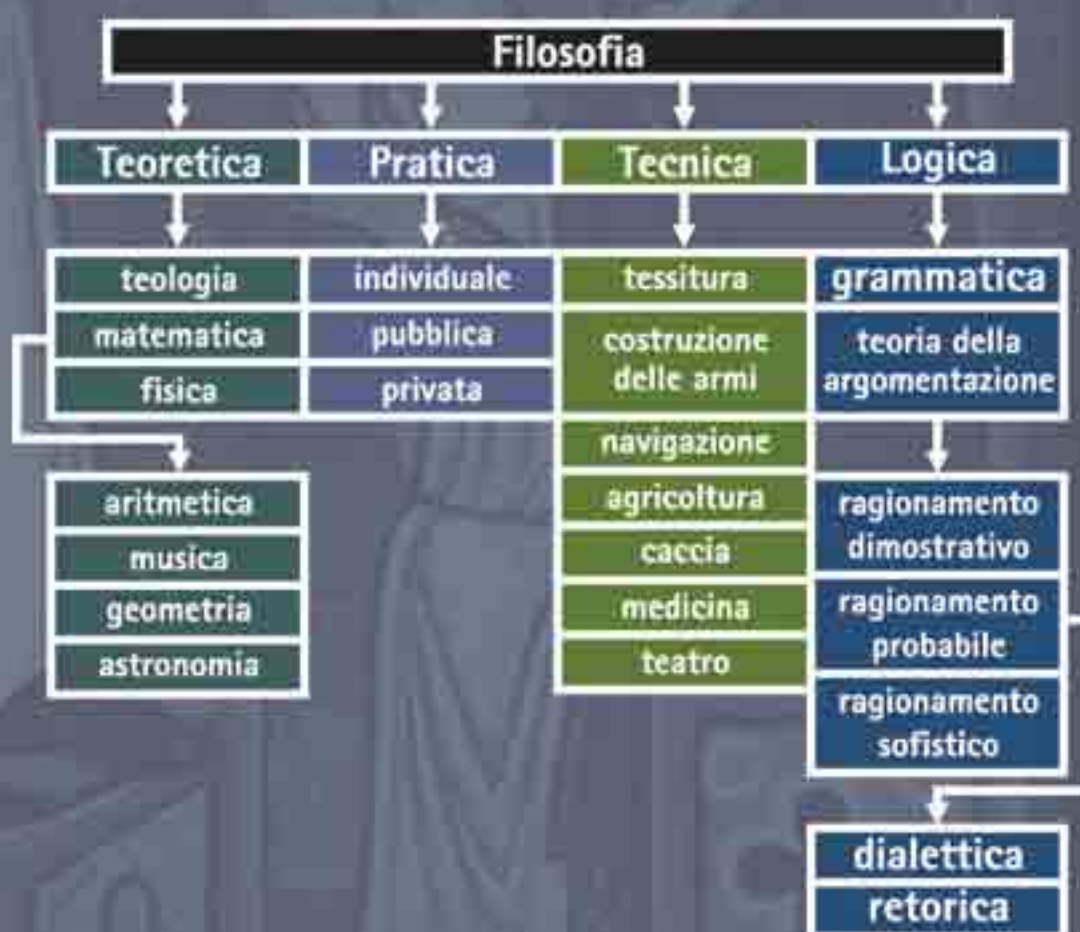 Filosofia
Teoretica
Pratica
Tecnica
Logica
teologia
matematica
fisica
aritmetica
musica
geometria
astronomia
individuale
pubblica
privata
tessitura
costruzione
delle armi
navigazione
agricoltura
caccia
medicina
teatro
grammatica
teoria della
argomentazione
ragionamento
dimostrativo
ragionamento
probabile
ragionamento
sofistico
dialettica
retorica